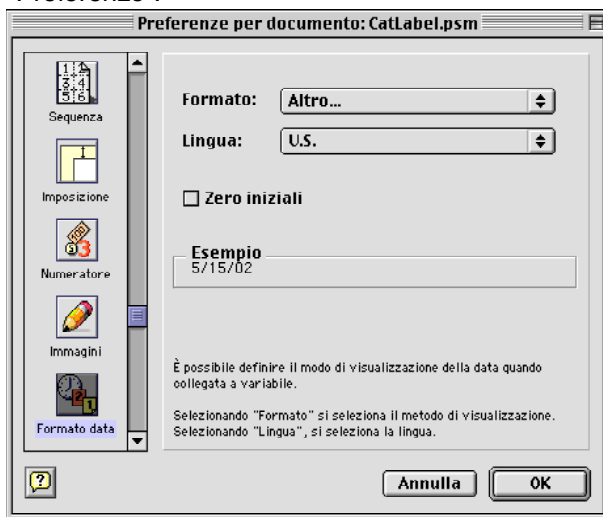 Preferenze per documento: CatLabel.psm
Sequenza
Imposizione
Numeratore
Immagini
Formato data
Formato: Altro...
Lingua: U.S.
Zero iniziali
Esempio
5/15/02
È possibile definire il modo di visualizzazione della data quando
collegata a variabile.
Selezionando "Formato" si seleziona il metodo di visualizzazione.
Selezionando "Lingua", si seleziona la lingua.
Annulla OK